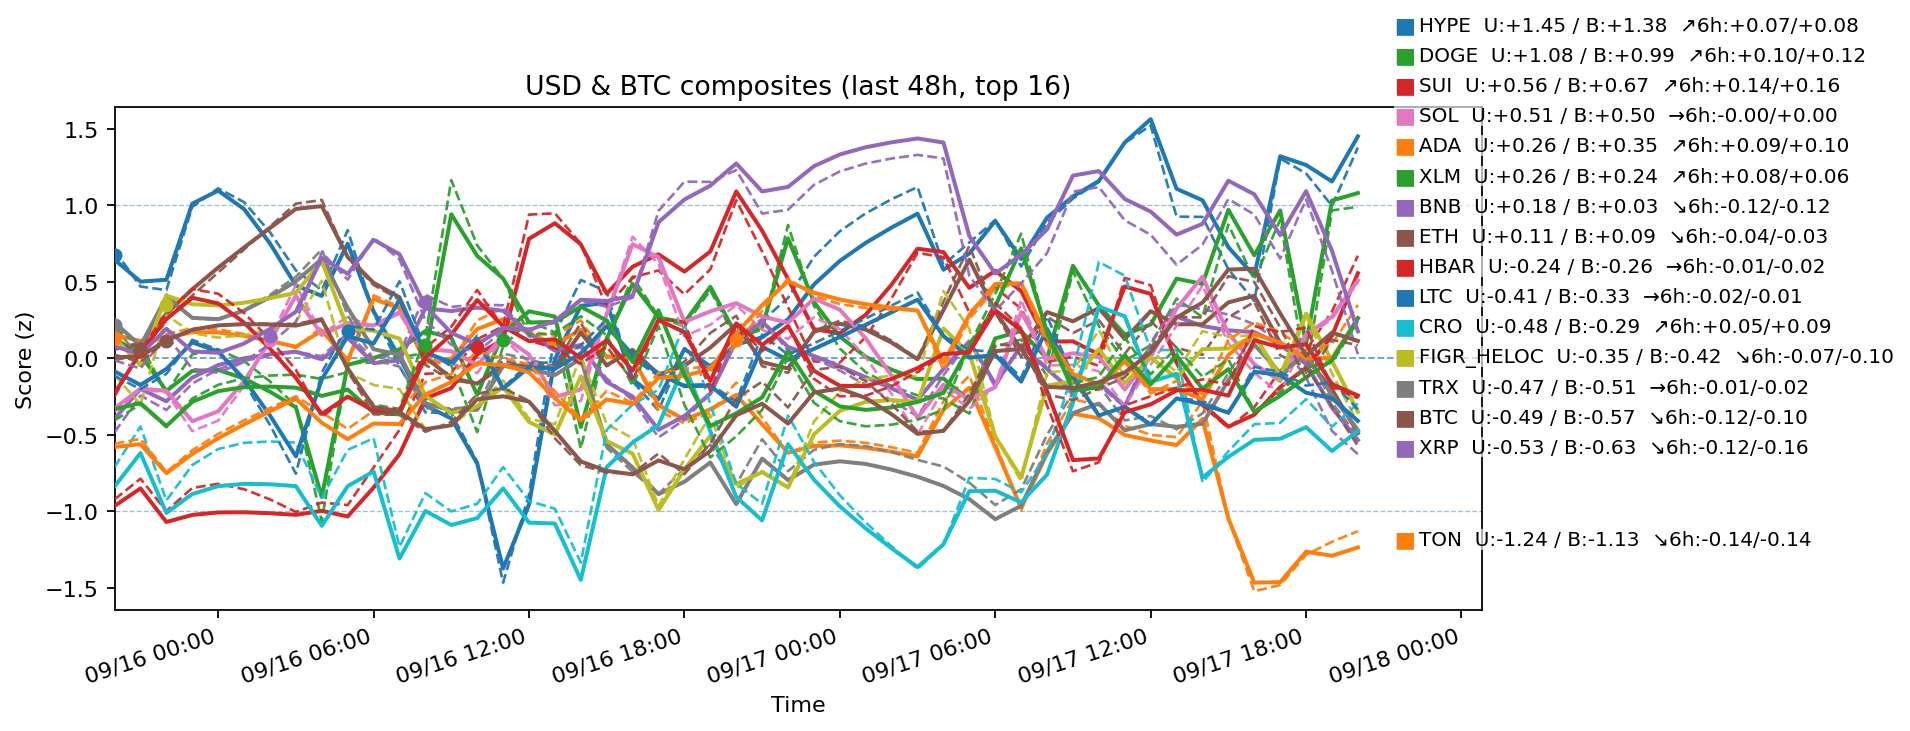 HYPE U:+1.45 / B:+1.38 ↗6h:+0.07/+0.08
DOGE U:+1.08 / B:+0.99 ↗6h:+0.10/+0.12
USD & BTC composites (last 48h, top 16)
SUI U:+0.56 / B:+0.67 ↗6h:+0.14/+0.16
SOL U:+0.51 / B:+0.50 →6h:-0.00/+0.00
ADA U:+0.26 / B:+0.35 ↗6h:+0.09/+0.10
XLM U:+0.26 / B:+0.24 ↗6h:+0.08/+0.06
BNB U:+0.18 / B:+0.03 ↘6h:-0.12/-0.12
ETH U:+0.11 / B:+0.09 ↘6h:-0.04/-0.03
HBAR U:-0.24 / B:-0.26 →6h:-0.01/-0.02
LTC U:-0.41 / B:-0.33 →6h:-0.02/-0.01
CRO U:-0.48 / B:-0.29 ↗6h:+0.05/+0.09
FIGR_HELOC U:-0.35 / B:-0.42 ↘6h:-0.07/-0.10
TRX U:-0.47 / B:-0.51 →6h:-0.01/-0.02
BTC U:-0.49 / B:-0.57 ↘6h:-0.12/-0.10
XRP U:-0.53 / B:-0.63 ↘6h:-0.12/-0.16
TON U:-1.24 / B:-1.13 ↘6h:-0.14/-0.14
Score (z)
1.5
1.0
0.5
0.0
−0.5
−1.0
−1.5
09/16 00:00
09/16 06:00
09/16 12:00
09/16 18:00
09/17 00:00
09/17 06:00
09/17 12:00
09/17 18:00
09/18 00:00
Time